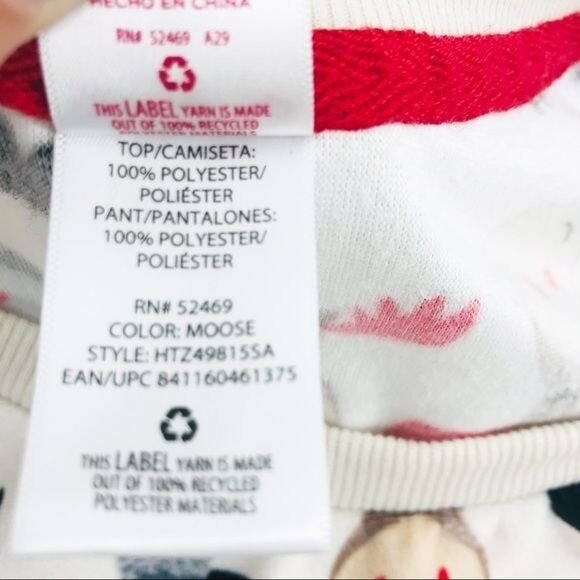 HECHO EN CHINA
RN# 52469 A29
THIS LABEL YARN IS MADE
OUT OF 100% RECYCLED
POLYESTER MATERIALS
TOP/CAMISETA:
100% POLYESTER/
POLIÉSTER
PANT/PANTALONES:
100% POLYESTER/
POLIÉSTER
RN# 52469
COLOR: MOOSE
STYLE: HTZ49815SA
EAN/UPC 841160461375
THIS LABEL YARN IS MADE
OUT OF 100% RECYCLED
POLYESTER MATERIALS